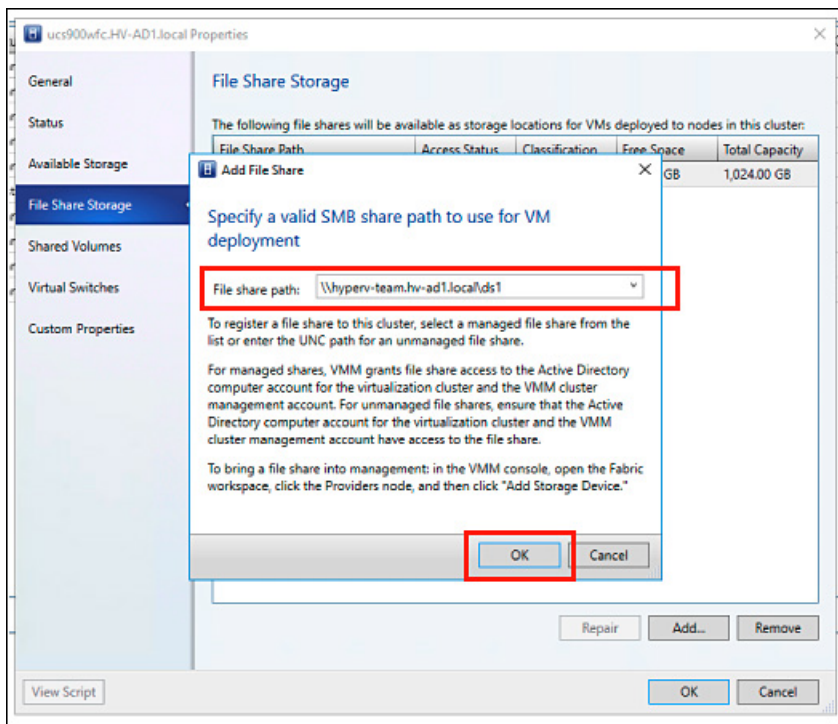 ucs900wfc.HV-AD1.local Properties
General
Status
Available Storage
File Share Storage
Shared Volumes
Virtual Switches
Custom Properties
File Share Storage
The following file shares will be available as storage locations for VMs deployed to nodes in this cluster:
File Share Path Access Status Classification Free Space Total Capacity
GB 1,024.00 GB
Add File Share
Specify a valid SMB share path to use for VM
deployment
File share path: \\hyperv-team.hv-ad1.local\ds1
To register a file share to this cluster, select a managed file share from the
list or enter the UNC path for an unmanaged file share.
For managed shares, VMM grants file share access to the Active Directory
computer account for the virtualization cluster and the VMM cluster
management account. For unmanaged file shares, ensure that the Active
Directory computer account for the virtualization cluster and the VMM
cluster management account have access to the file share.
To bring a file share into management: in the VMM console, open the Fabric
workspace, click the Providers node, and then click "Add Storage Device."
OK Cancel
Repair Add... Remove
View Script OK Cancel